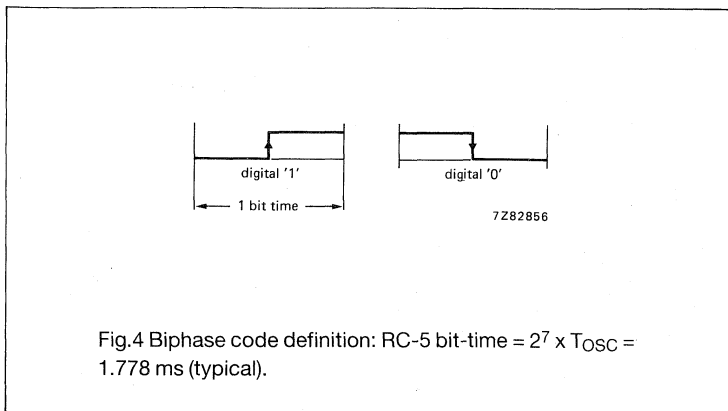 digital '1'
digital '0'
1 bit time
7Z82856
Fig.4 Biphase code definition: RC-5 bit-time = 2⁷ x TOSC =
1.778 ms (typical).